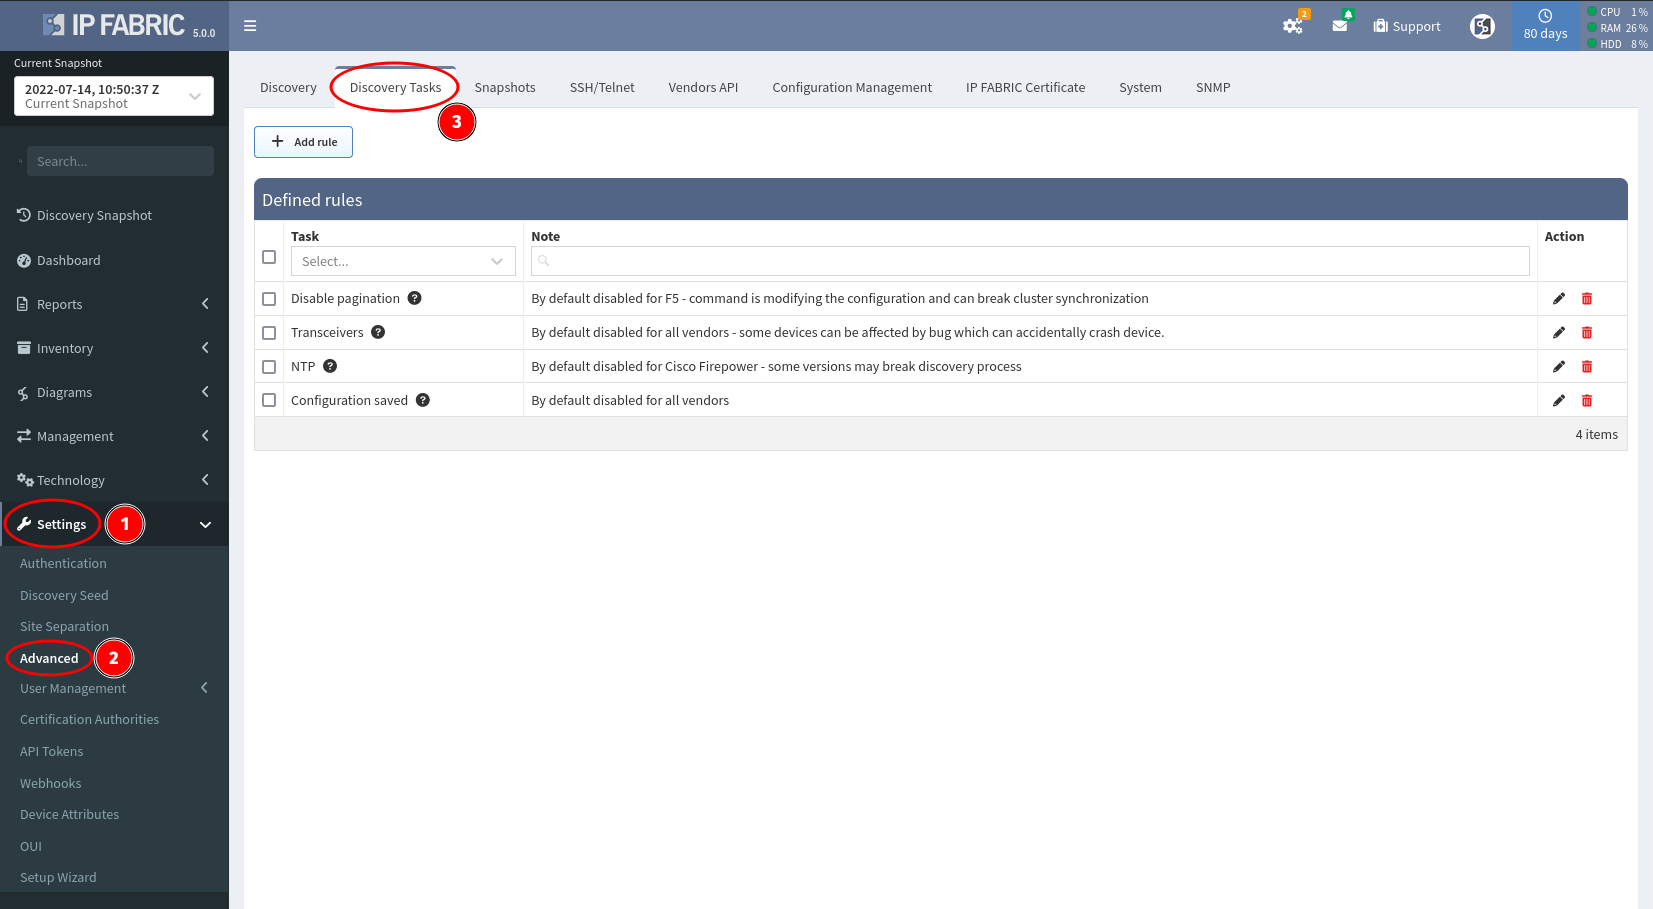 IP FABRIC 5.0.0
2
Support
80 days
CPU 1 %
RAM 26 %
HDD 8 %
Current Snapshot
2022-07-14, 10:50:37 Z
Current Snapshot
Search...
Discovery Snapshot
Dashboard
Reports
Inventory
Diagrams
Management
Technology
Settings 1
Authentication
Discovery Seed
Site Separation
Advanced 2
User Management
Certification Authorities
API Tokens
Webhooks
Device Attributes
OUI
Setup Wizard
Discovery Discovery Tasks Snapshots SSH/Telnet Vendors API Configuration Management IP FABRIC Certificate System SNMP
3
+ Add rule
Defined rules
Task Note Action
Select...
Disable pagination ? By default disabled for F5 - command is modifying the configuration and can break cluster synchronization
Transceivers ? By default disabled for all vendors - some devices can be affected by bug which can accidentally crash device.
NTP ? By default disabled for Cisco Firepower - some versions may break discovery process
Configuration saved ? By default disabled for all vendors
4 items